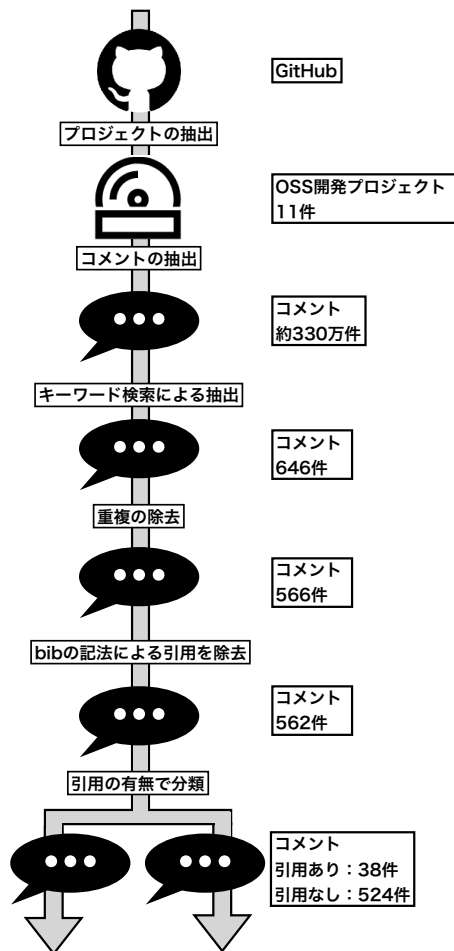 GitHub
プロジェクトの抽出
OSS開発プロジェクト
11件
コメントの抽出
コメント
約330万件
キーワード検索による抽出
コメント
646件
重複の除去
コメント
566件
bibの記法による引用を除去
コメント
562件
引用の有無で分類
コメント
引用あり：38件
引用なし：524件